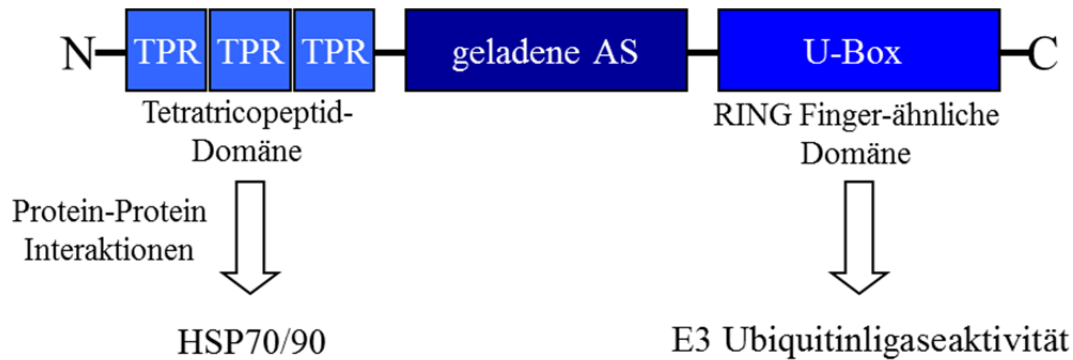 N TPR TPR TPR geladene AS U-Box C
Tetratricopeptid-
Domäne
RING Finger-ähnliche
Domäne
Protein-Protein
Interaktionen
HSP70/90
E3 Ubiquitinligaseaktivität